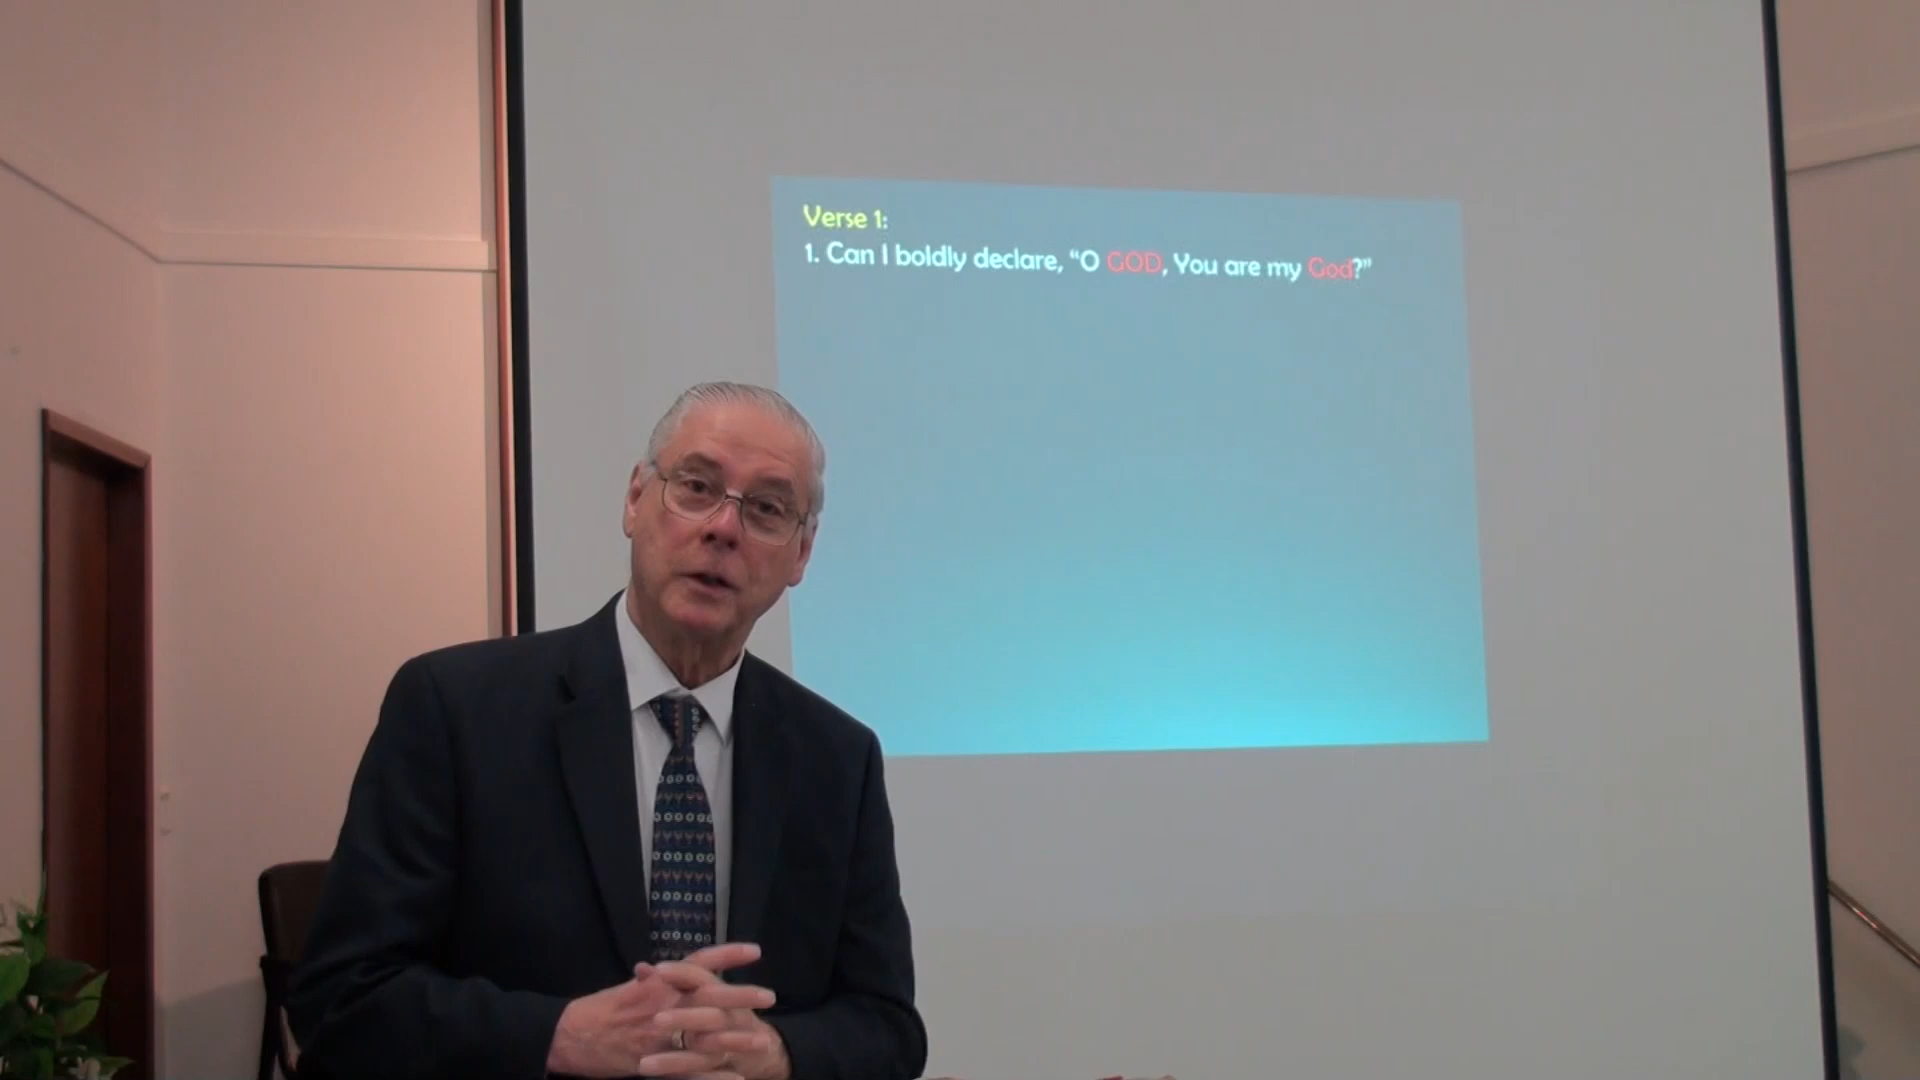 Verse 1:
1. Can I boldly declare, “O GOD, You are my God?”